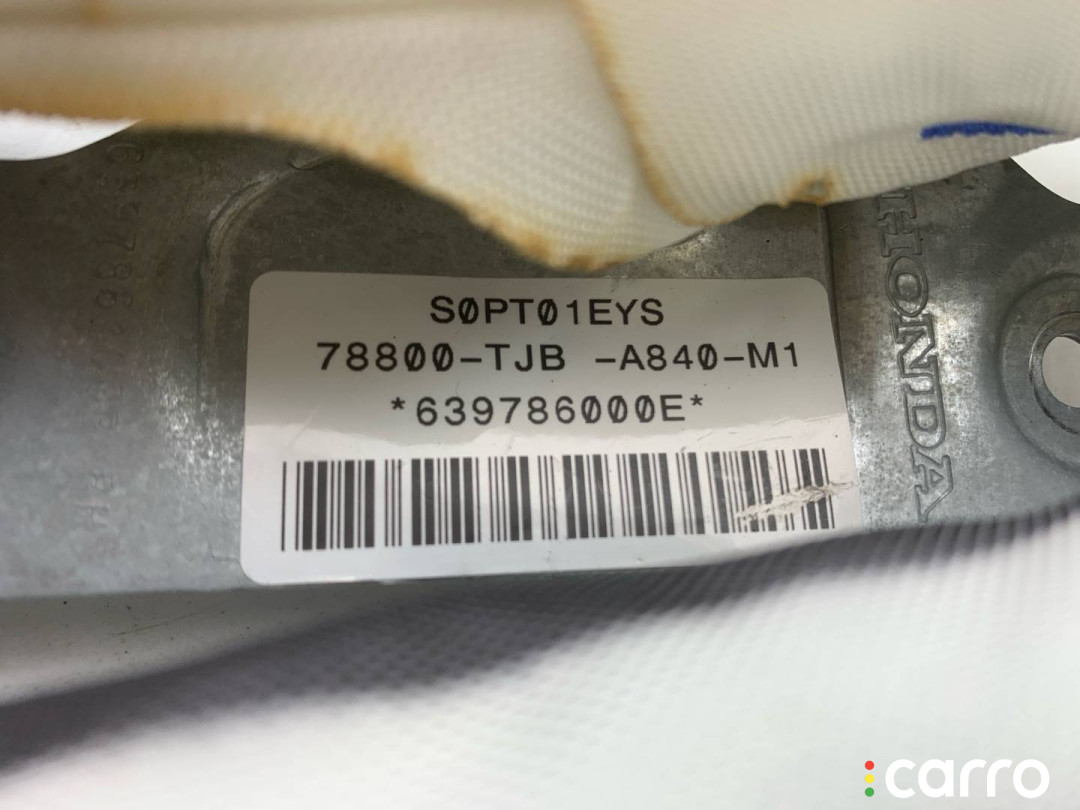 S0PT01EYS
78800-TJB -A840-M1
*639786000E*
HONDA
carro